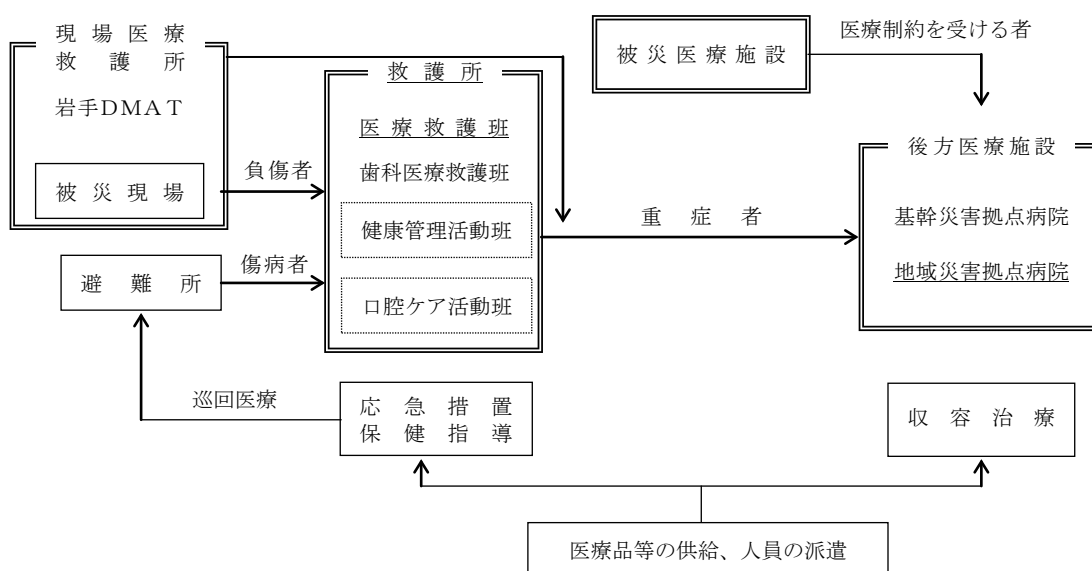 現場医療
救護所
岩手DMAT
被災現場
負傷者
避難所
傷病者
救護所
医療救護班
歯科医療救護班
健康管理活動班
口腔ケア活動班
重症者
被災医療施設
医療制約を受ける者
後方医療施設
基幹災害拠点病院
地域災害拠点病院
巡回医療
応急措置
保健指導
収容治療
医療品等の供給、人員の派遣